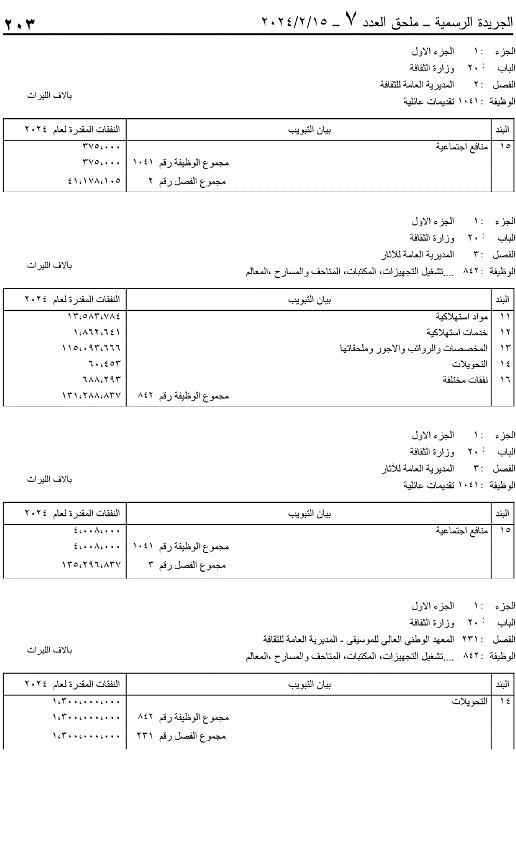 الجريدة الرسمية – ملحق العدد ٧ – ٢٠٢٤/٢/١٥ ٢٠٣
الجزء : ١ الجزء الاول
الباب : ٢٠ وزارة الثقافة
الفصل : ٢ المديرية العامة للثقافة
بآلاف الليرات
الوظيفة : ١٠٤١ تقديمات عائلية
البند بيان التبويب النفقات المقدرة لعام ٢٠٢٤
١٥ منافع اجتماعية ٣٧٥،٠٠٠
مجموع الوظيفة رقم ١٠٤١ ٣٧٥،٠٠٠
مجموع الفصل رقم ٢ ٤١،١٧٨،١٠٥
الجزء : ١ الجزء الاول
الباب : ٢٠ وزارة الثقافة
الفصل : ٣ المديرية العامة للآثار
بآلاف الليرات
الوظيفة : ٨٤٢ ....تشغيل التجهيزات، المكتبات، المتاحف و المسارح ،المعالم
البند بيان التبويب النفقات المقدرة لعام ٢٠٢٤
١١ مواد استهلاكية ١٣،٥٨٣،٧٨٤
١٢ خدمات استهلاكية ١،٨٦٢،٦٤١
١٣ المخصصات والرواتب والاجور وملحقاتها ١١٥،٠٩٣،٦٦٦
١٤ التحويلات ٦٠،٤٥٣
١٦ نفقات مختلفة ٦٨٨،٢٩٣
مجموع الوظيفة رقم ٨٤٢ ١٣١،٢٨٨،٨٣٧
الجزء : ١ الجزء الاول
الباب : ٢٠ وزارة الثقافة
الفصل : ٣ المديرية العامة للآثار
بآلاف الليرات
الوظيفة : ١٠٤١ تقديمات عائلية
البند بيان التبويب النفقات المقدرة لعام ٢٠٢٤
١٥ منافع اجتماعية ٤،٠٠٨،٠٠٠
مجموع الوظيفة رقم ١٠٤١ ٤،٠٠٨،٠٠٠
مجموع الفصل رقم ٣ ١٣٥،٢٩٦،٨٣٧
الجزء : ١ الجزء الاول
الباب : ٢٠ وزارة الثقافة
الفصل : ٢٣١ المعهد الوطني العالي للموسيقى - المديرية العامة للثقافة
بآلاف الليرات
الوظيفة : ٨٤٢ ....تشغيل التجهيزات، المكتبات، المتاحف و المسارح ،المعالم
البند بيان التبويب النفقات المقدرة لعام ٢٠٢٤
١٤ التحويلات ١،٣٠٠،٠٠٠،٠٠٠
مجموع الوظيفة رقم ٨٤٢ ١،٣٠٠،٠٠٠،٠٠٠
مجموع الفصل رقم ٢٣١ ١،٣٠٠،٠٠٠،٠٠٠